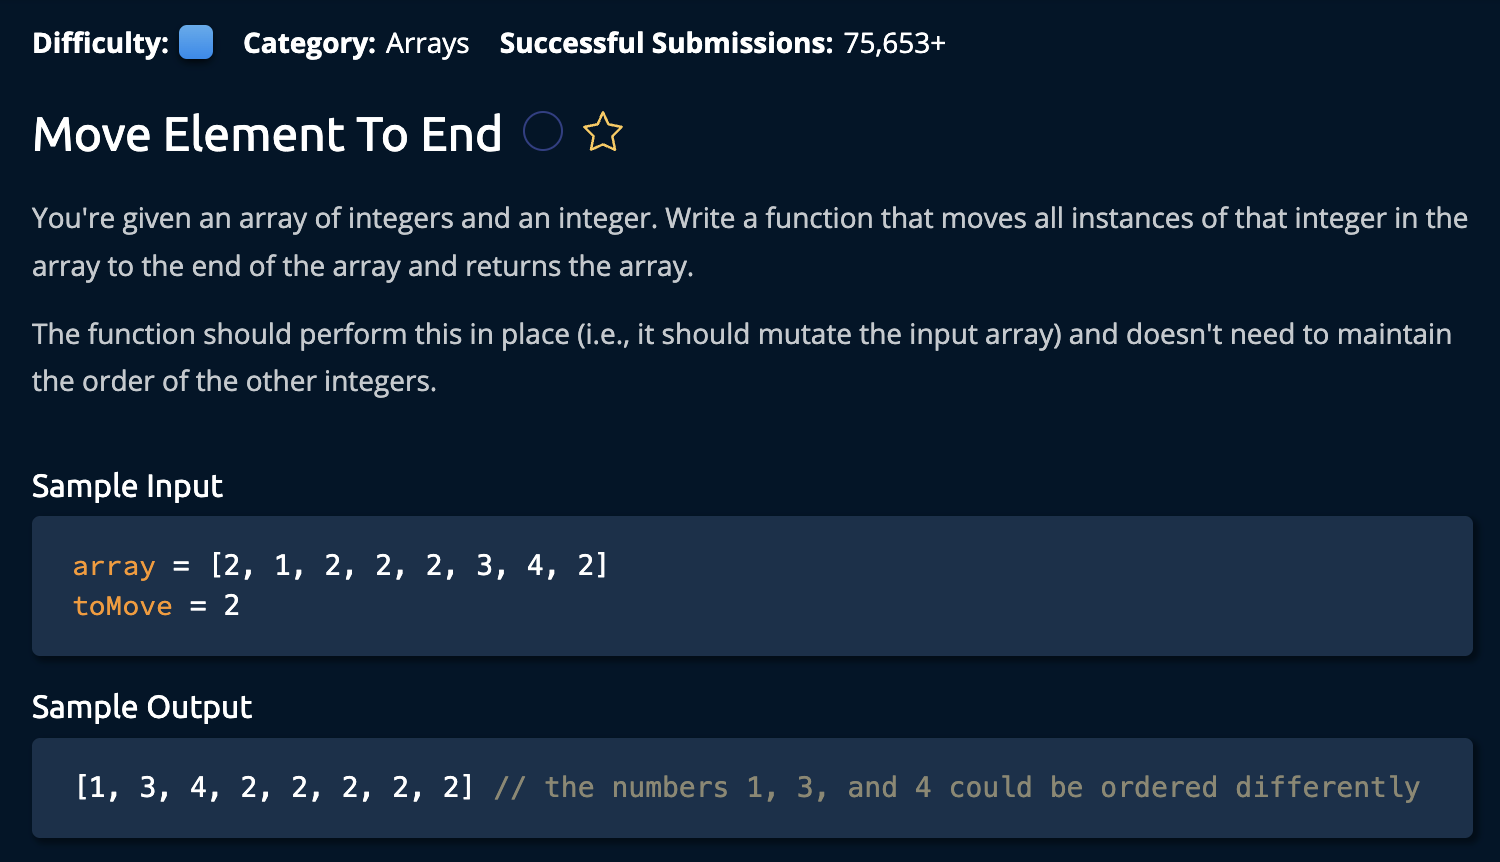 Difficulty: Category: Arrays Successful Submissions: 75,653+
Move Element To End
You're given an array of integers and an integer. Write a function that moves all instances of that integer in the
array to the end of the array and returns the array.
The function should perform this in place (i.e., it should mutate the input array) and doesn't need to maintain
the order of the other integers.
Sample Input
array = [2, 1, 2, 2, 2, 3, 4, 2]
toMove = 2
Sample Output
[1, 3, 4, 2, 2, 2, 2, 2] // the numbers 1, 3, and 4 could be ordered differently